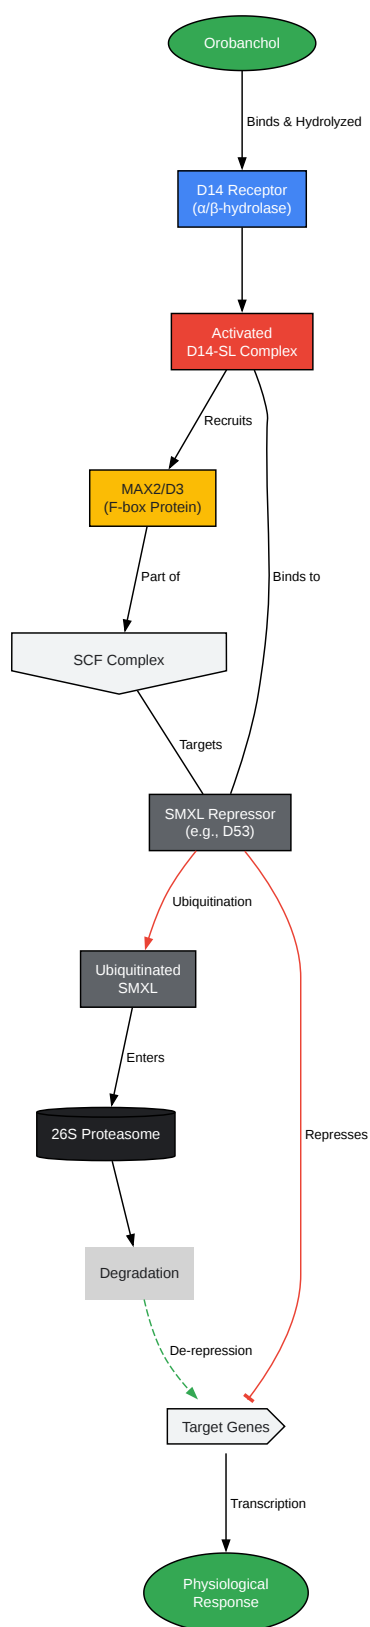 Orobanchol
Binds & Hydrolyzed
D14 Receptor
(α/β-hydrolase)
Activated
D14-SL Complex
Recruits
MAX2/D3
(F-box Protein)
Part of
Binds to
SCF Complex
Targets
SMXL Repressor
(e.g., D53)
Ubiquitination
Ubiquitinated
SMXL
Enters
26S Proteasome
Represses
Degradation
De-repression
Target Genes
Transcription
Physiological
Response